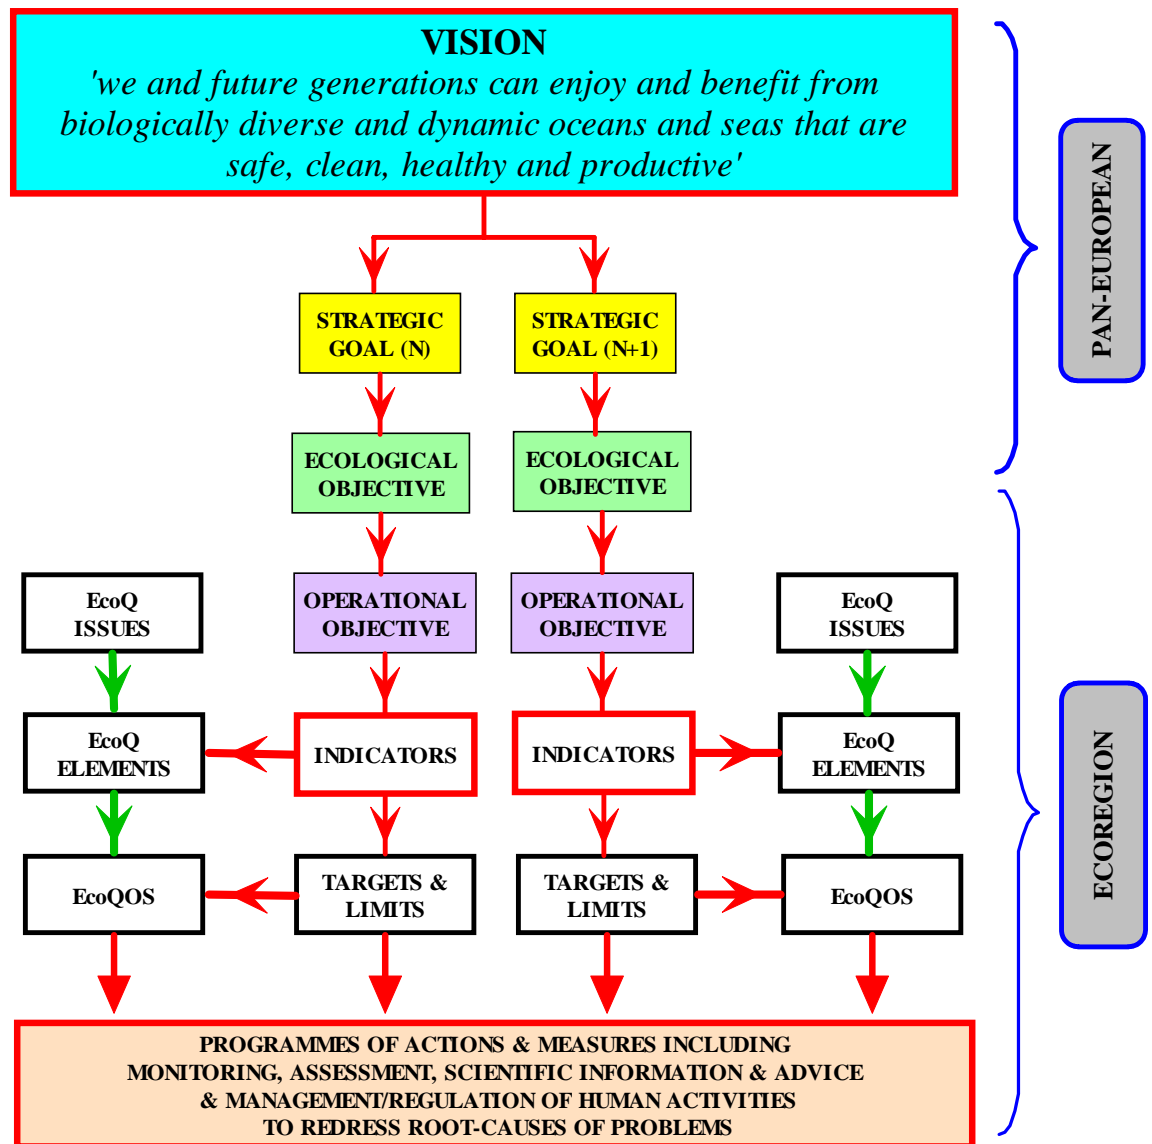 VISION
'we and future generations can enjoy and benefit from
biologically diverse and dynamic oceans and seas that are
safe, clean, healthy and productive'
PAN-EUROPEAN
STRATEGIC
GOAL (N)
STRATEGIC
GOAL (N+1)
ECOLOGICAL
OBJECTIVE
ECOLOGICAL
OBJECTIVE
EcoQ
ISSUES
OPERATIONAL
OBJECTIVE
OPERATIONAL
OBJECTIVE
EcoQ
ISSUES
EcoQ
ELEMENTS
INDICATORS
INDICATORS
EcoQ
ELEMENTS
ECOREGION
EcoQOS
TARGETS &
LIMITS
TARGETS &
LIMITS
EcoQOS
PROGRAMMES OF ACTIONS & MEASURES INCLUDING
MONITORING, ASSESSMENT, SCIENTIFIC INFORMATION & ADVICE
& MANAGEMENT/REGULATION OF HUMAN ACTIVITIES
TO REDRESS ROOT-CAUSES OF PROBLEMS